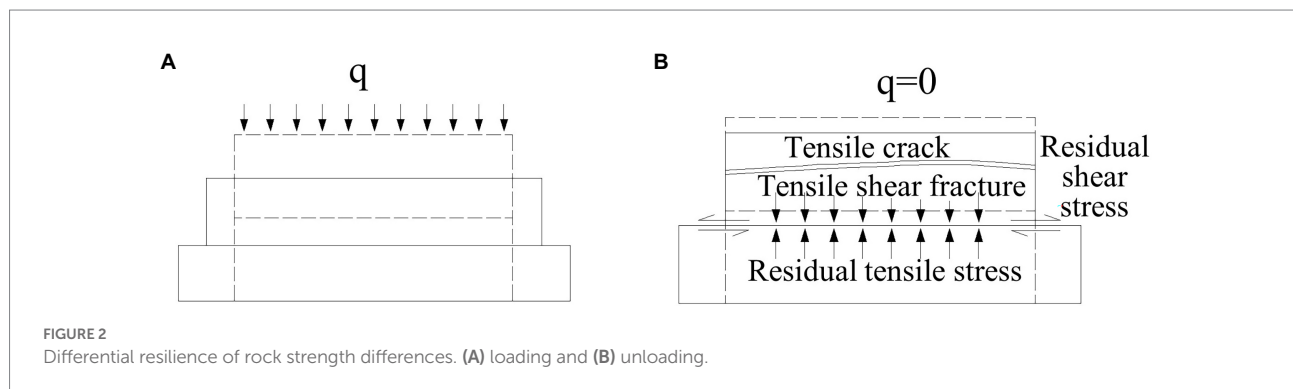 A
q
B
q=0
Tensile crack
Tensile shear fracture
Residual
shear
stress
Residual tensile stress
FIGURE 2
Differential resilience of rock strength differences. (A) loading and (B) unloading.